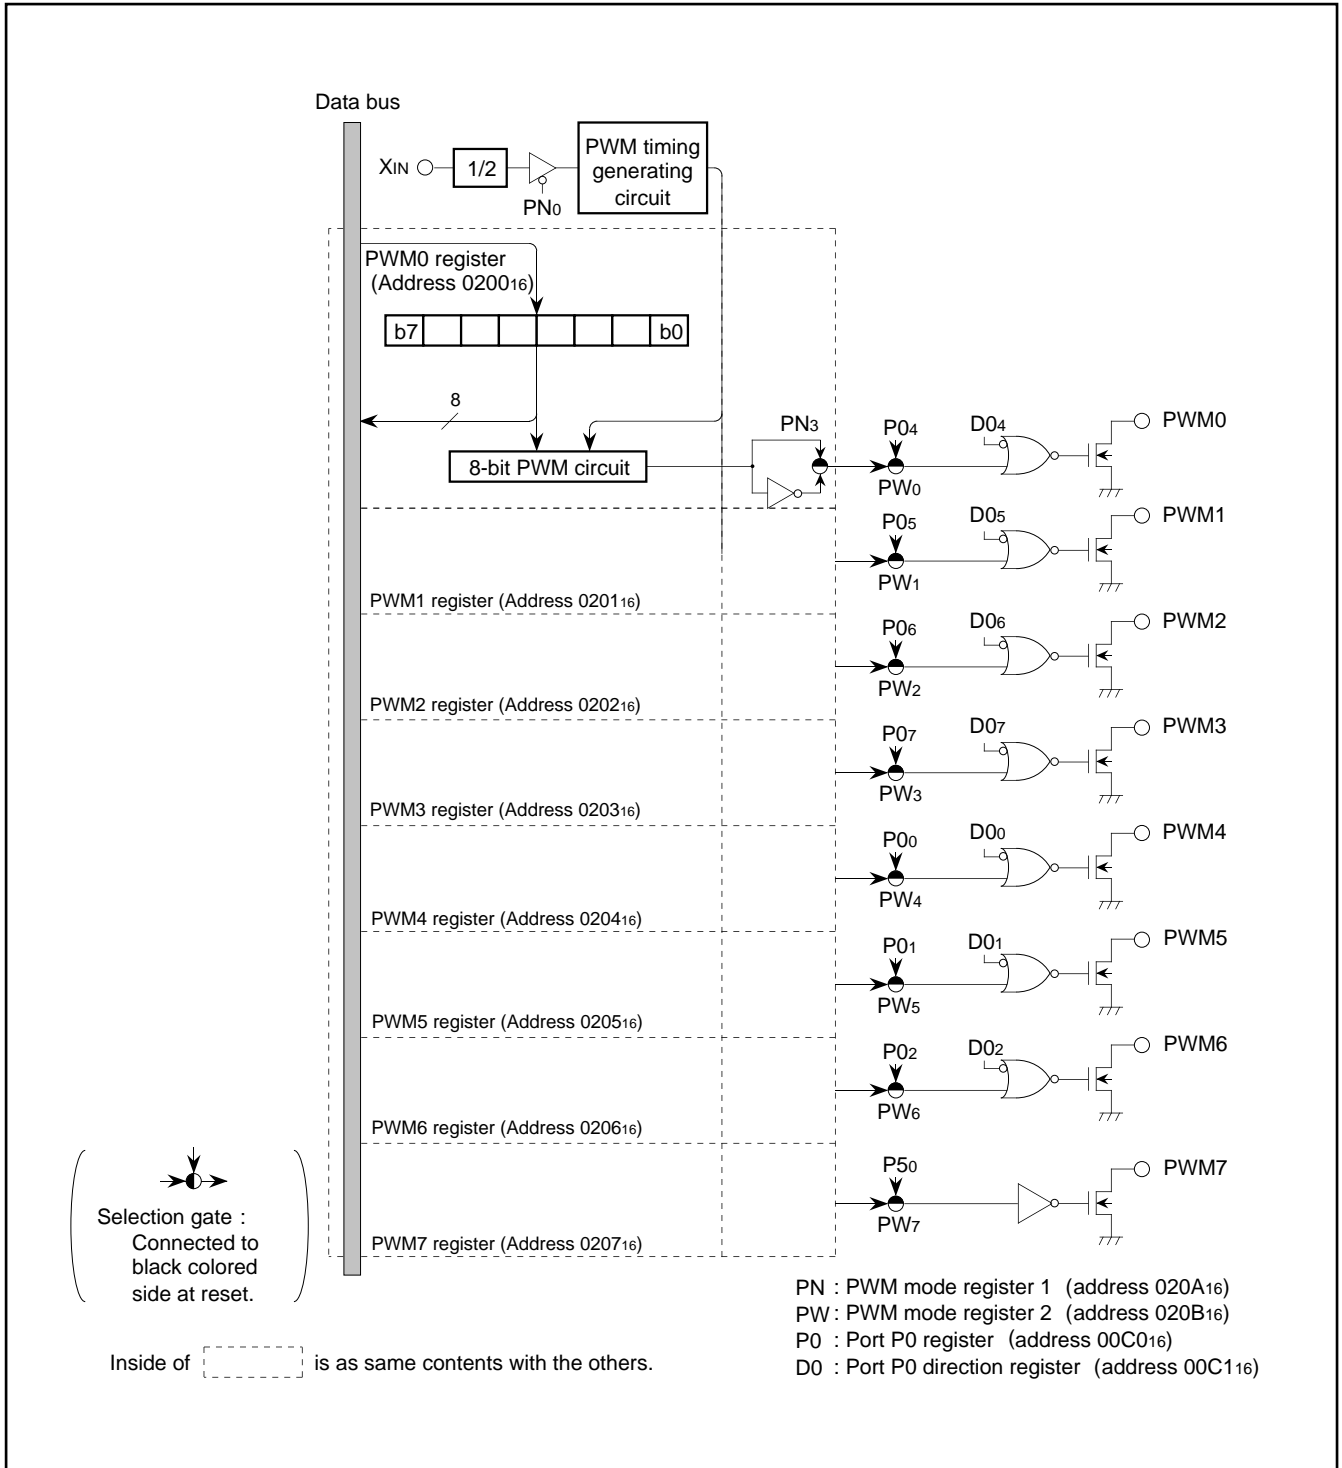 Data bus
XIN
1/2
PN0
PWM timing
generating
circuit
PWM0 register
(Address 020016)
b7
b0
8
8-bit PWM circuit
PN3
P04
PW0
D04
PWM0
P05
PW1
D05
PWM1
PWM1 register (Address 020116)
P06
PW2
D06
PWM2
PWM2 register (Address 020216)
P07
PW3
D07
PWM3
PWM3 register (Address 020316)
P00
PW4
D00
PWM4
PWM4 register (Address 020416)
P01
PW5
D01
PWM5
PWM5 register (Address 020516)
P02
PW6
D02
PWM6
PWM6 register (Address 020616)
P50
PW7
PWM7
PWM7 register (Address 020716)
Selection gate :
Connected to
black colored
side at reset.
PN : PWM mode register 1 (address 020A16)
PW : PWM mode register 2 (address 020B16)
P0 : Port P0 register (address 00C016)
D0 : Port P0 direction register (address 00C116)
Inside of is as same contents with the others.